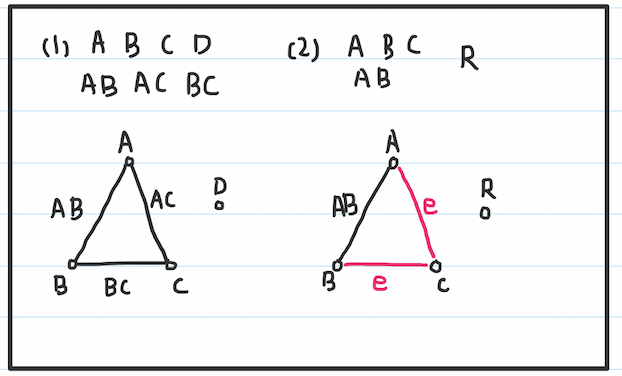 (1) A B C D
AB AC BC
(2) A B C R
AB
A
AB AC D
B BC C
A
AB e R
B e C